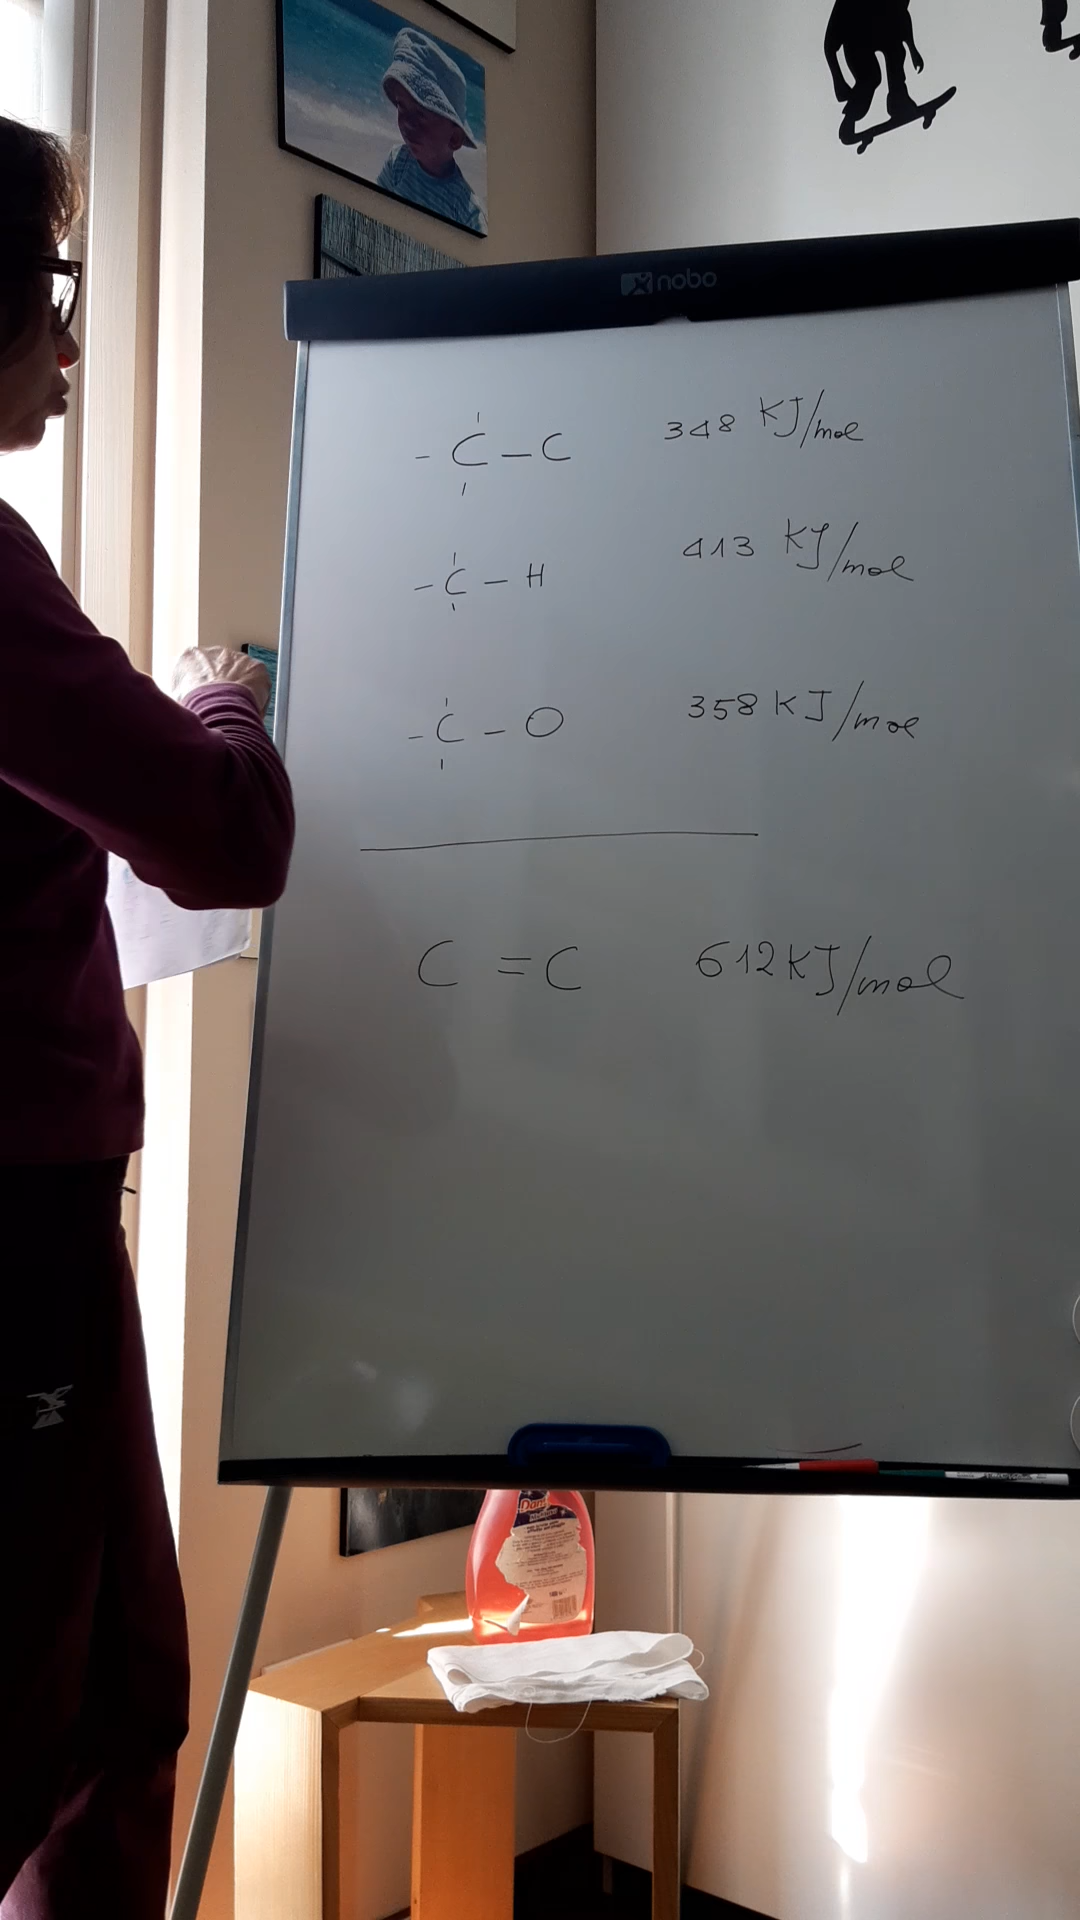 nobo
- C - C 348 KJ/mol
- C - H 413 KJ/mol
- C - O 358 KJ/mol
C = C 612 KJ/mol